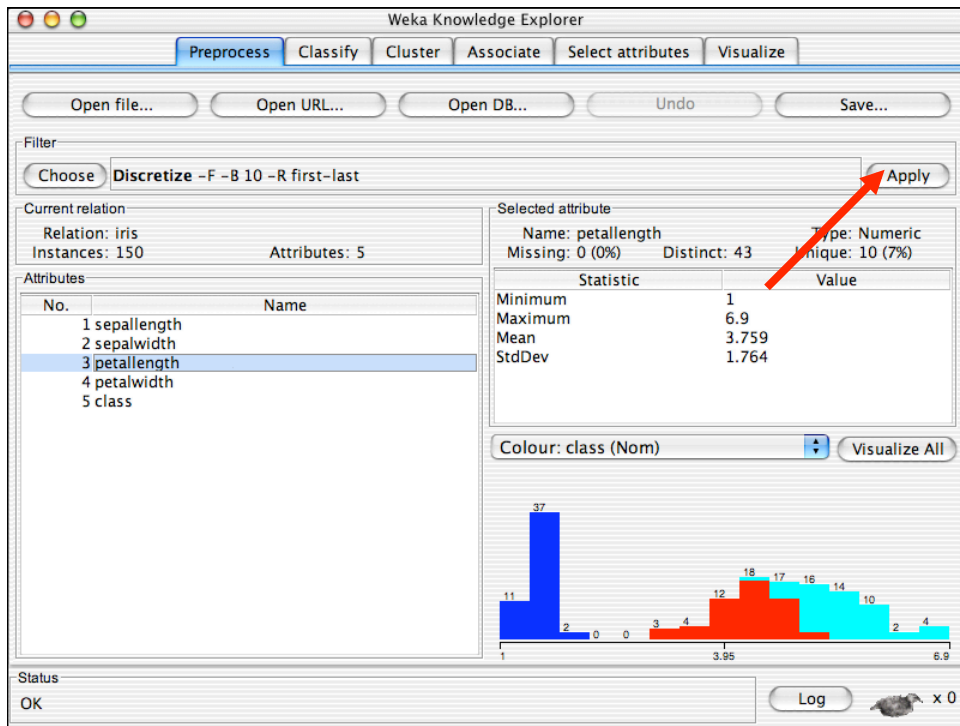 Weka Knowledge Explorer
Preprocess Classify Cluster Associate Select attributes Visualize
Open file... Open URL... Open DB... Undo Save...
Filter
Choose Discretize -F -B 10 -R first-last Apply
Current relation
Relation: iris
Instances: 150 Attributes: 5
Selected attribute
Name: petallength Type: Numeric
Missing: 0 (0%) Distinct: 43 Unique: 10 (7%)
Attributes
No. Name
1 sepallength
2 sepalwidth
3 petallength
4 petalwidth
5 class
Statistic Value
Minimum 1
Maximum 6.9
Mean 3.759
StdDev 1.764
Colour: class (Nom) Visualize All
11 37 2 0 0 3 4 12 18 17 16 14 10 2 4
1 3.95 6.9
Status
OK
Log x 0